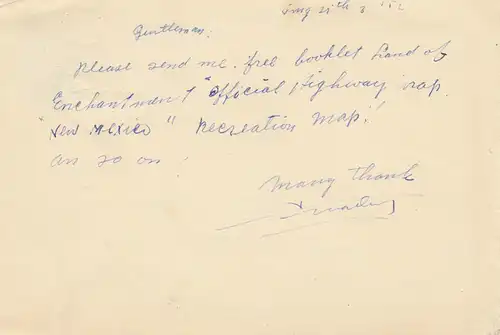 Gentleman:
Please send me. free booklet Land of
Enchantment "Official Highway map
"New Mexico" Recreation Map!
an so on!
Many Thank